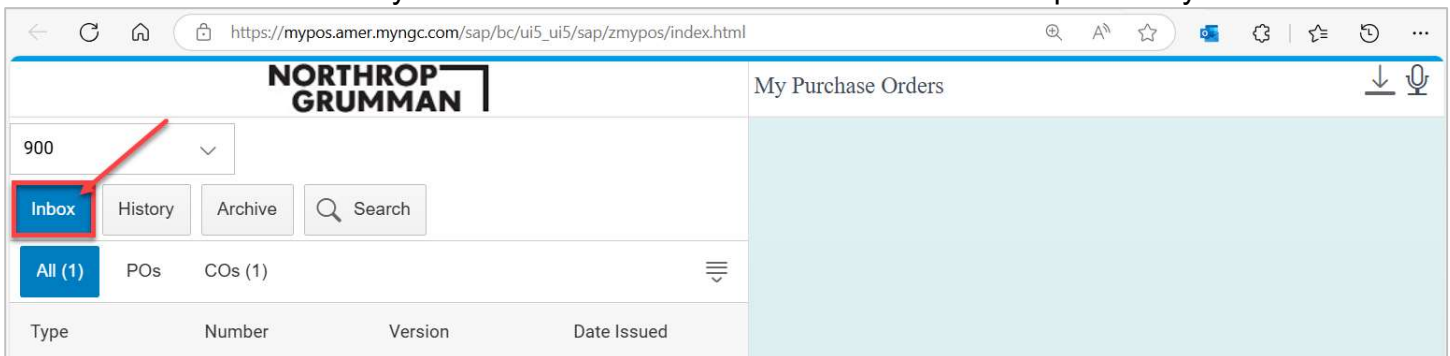 https://mypos.amer.myngc.com/sap/bc/ui5_ui5/sap/zmypos/index.html
NORTHROP
GRUMMAN
My Purchase Orders
900
Inbox History Archive Search
All (1) POs COs (1)
Type Number Version Date Issued